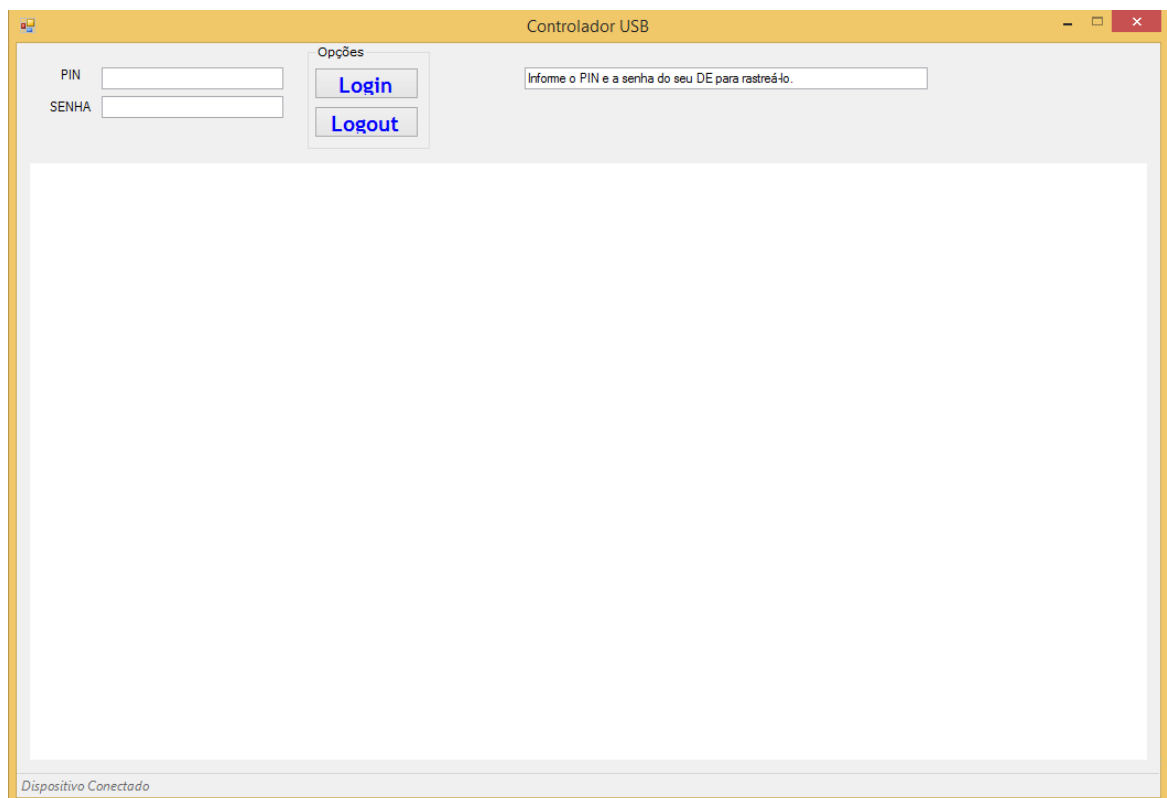 Controlador USB
Opções
PIN
Login
Informe o PIN e a senha do seu DE para rastreá-lo.
SENHA
Logout
Dispositivo Conectado